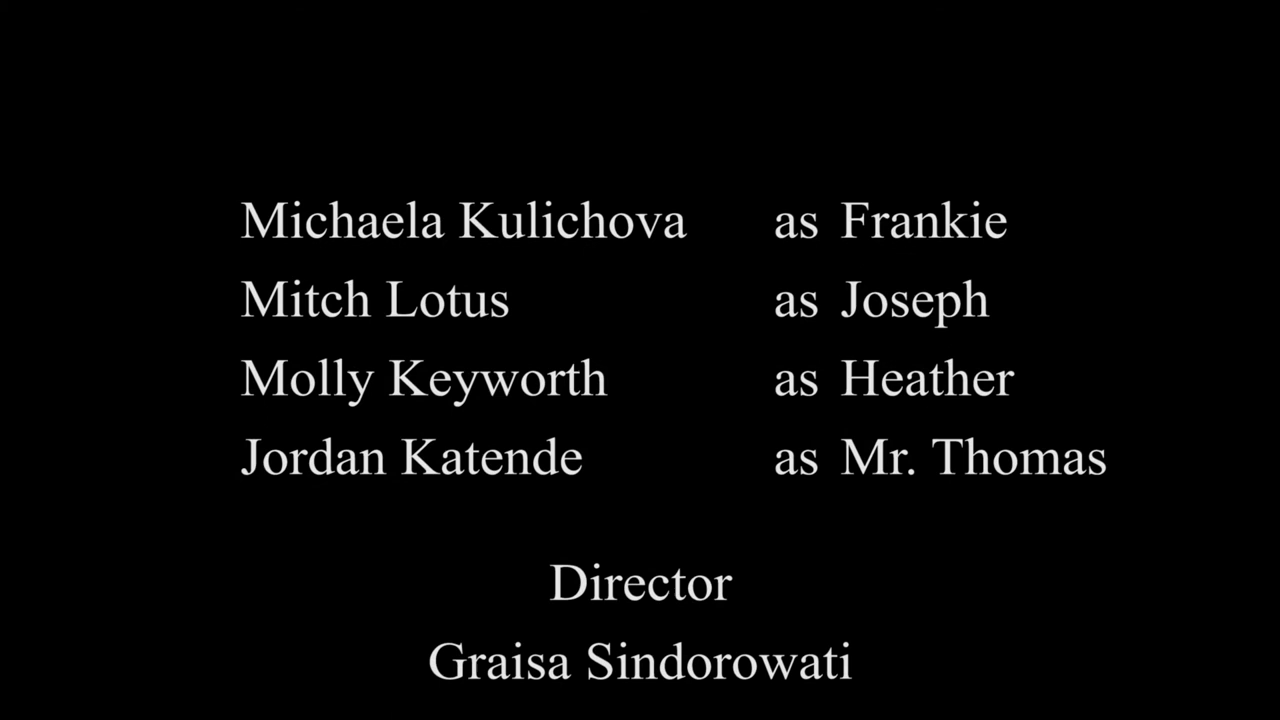 Michaela Kulichova as Frankie
Mitch Lotus as Joseph
Molly Keyworth as Heather
Jordan Katende as Mr. Thomas
Director
Graisa Sindorowati